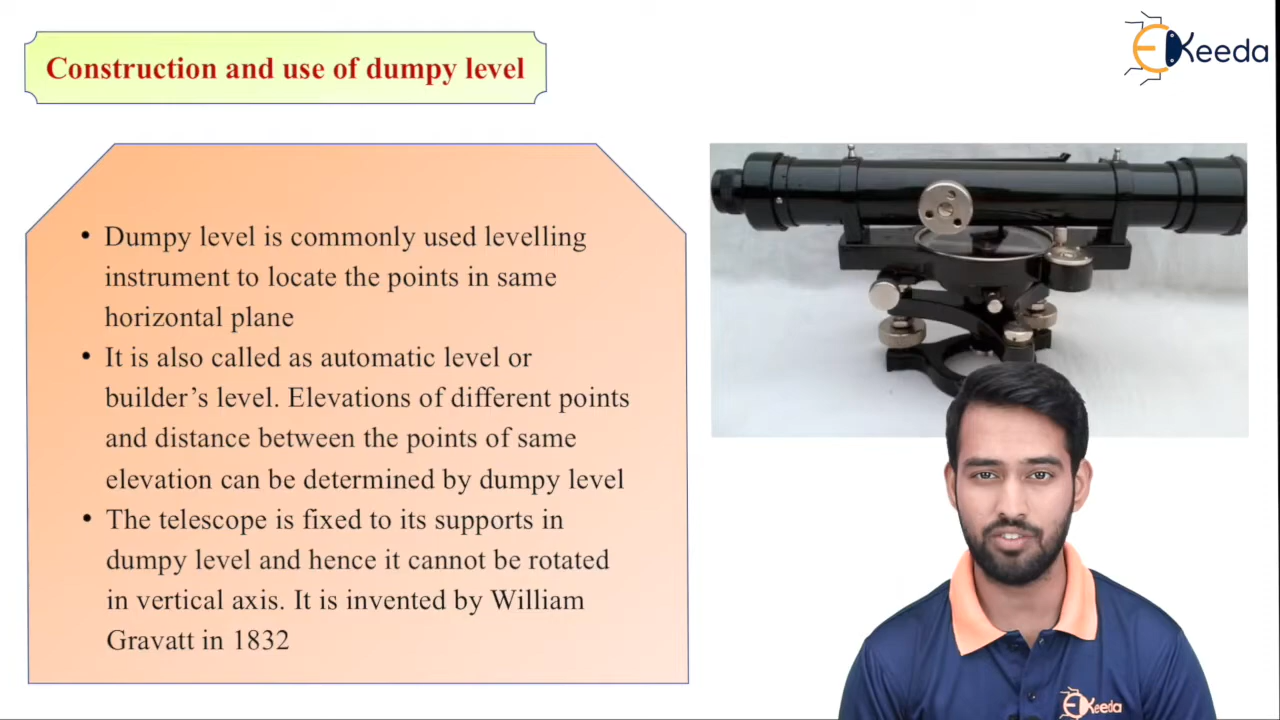 Construction and use of dumpy level
EKeeda
• Dumpy level is commonly used levelling
instrument to locate the points in same
horizontal plane
• It is also called as automatic level or
builder's level. Elevations of different points
and distance between the points of same
elevation can be determined by dumpy level
• The telescope is fixed to its supports in
dumpy level and hence it cannot be rotated
in vertical axis. It is invented by William
Gravatt in 1832
EKeeda